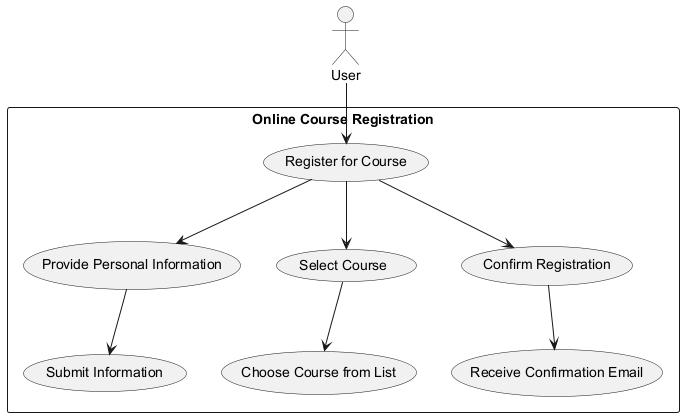 User
Online Course Registration
Register for Course
Provide Personal Information
Select Course
Confirm Registration
Submit Information
Choose Course from List
Receive Confirmation Email